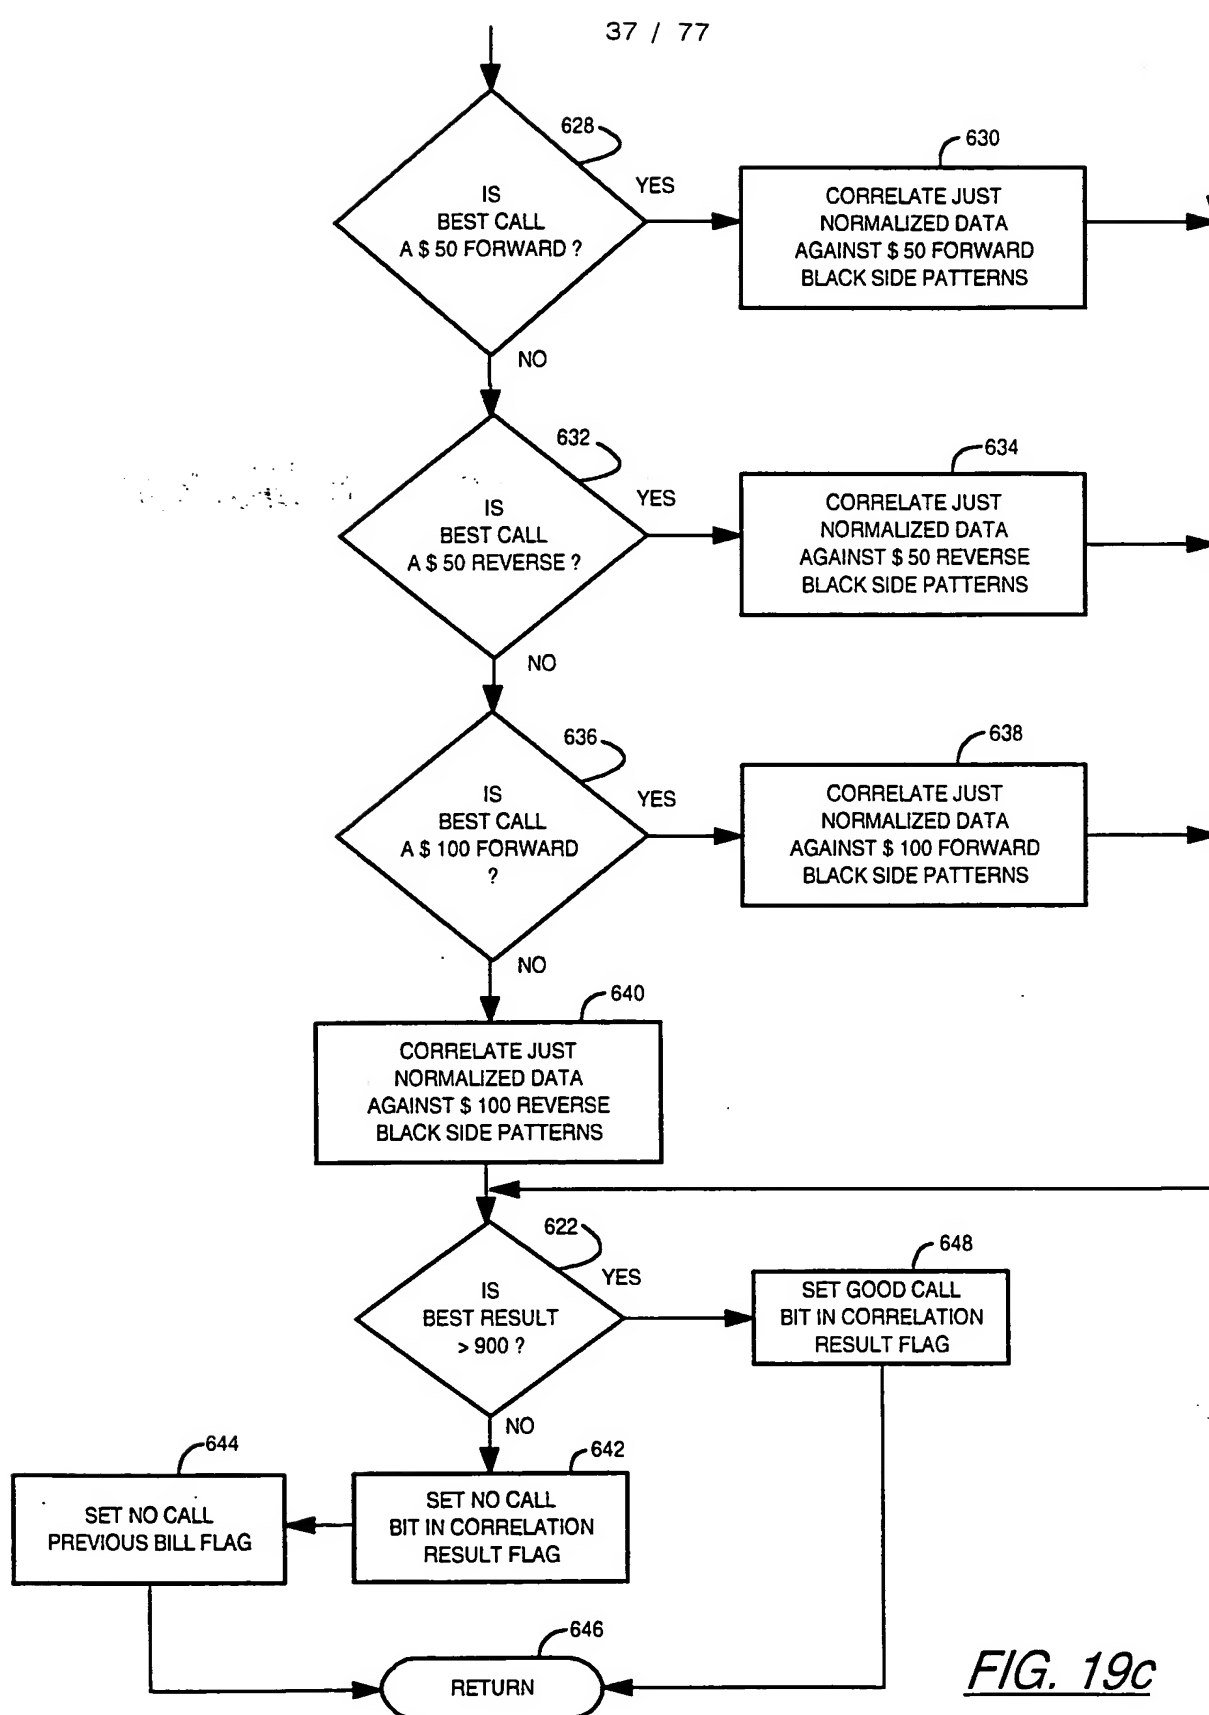 37 / 77
628
IS
BEST CALL
A $ 50 FORWARD ?
YES
630
CORRELATE JUST
NORMALIZED DATA
AGAINST $ 50 FORWARD
BLACK SIDE PATTERNS
NO
632
IS
BEST CALL
A $ 50 REVERSE ?
YES
634
CORRELATE JUST
NORMALIZED DATA
AGAINST $ 50 REVERSE
BLACK SIDE PATTERNS
NO
636
IS
BEST CALL
A $ 100 FORWARD
?
YES
638
CORRELATE JUST
NORMALIZED DATA
AGAINST $ 100 FORWARD
BLACK SIDE PATTERNS
NO
640
CORRELATE JUST
NORMALIZED DATA
AGAINST $ 100 REVERSE
BLACK SIDE PATTERNS
622
IS
BEST RESULT
> 900 ?
YES
648
SET GOOD CALL
BIT IN CORRELATION
RESULT FLAG
NO
644
SET NO CALL
PREVIOUS BILL FLAG
642
SET NO CALL
BIT IN CORRELATION
RESULT FLAG
646
RETURN
FIG. 19c